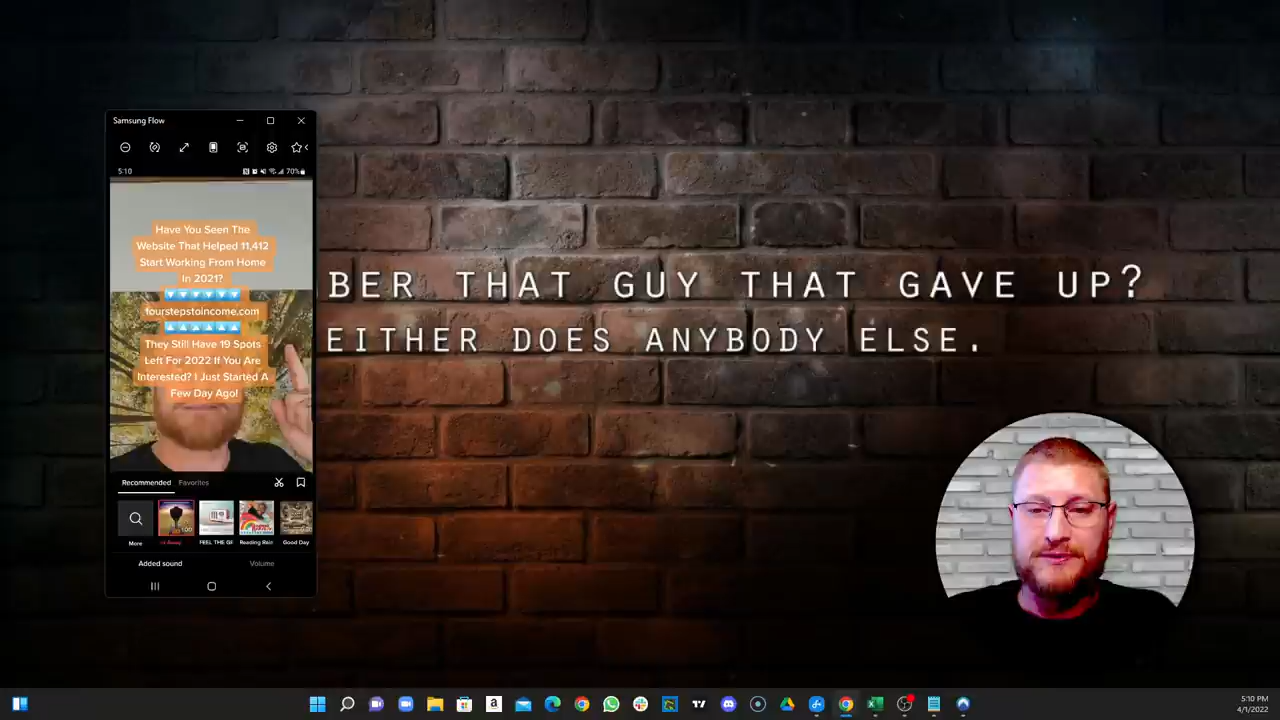 Samsung Flow
5:10
70%
Have You Seen The
Website That Helped 11,412
Start Working From Home
In 2021?
fourstepstoincome.com
They Still Have 19 Spots
Left For 2022 If You Are
Interested? I Just Started A
Few Day Ago!
BER THAT GUY THAT GAVE UP?
EITHER DOES ANYBODY ELSE.
Recommended
Favorites
More
FEEL THE GR
Reading Rain
Good Day
Added sound
Volume
5:10 PM
4/1/2022